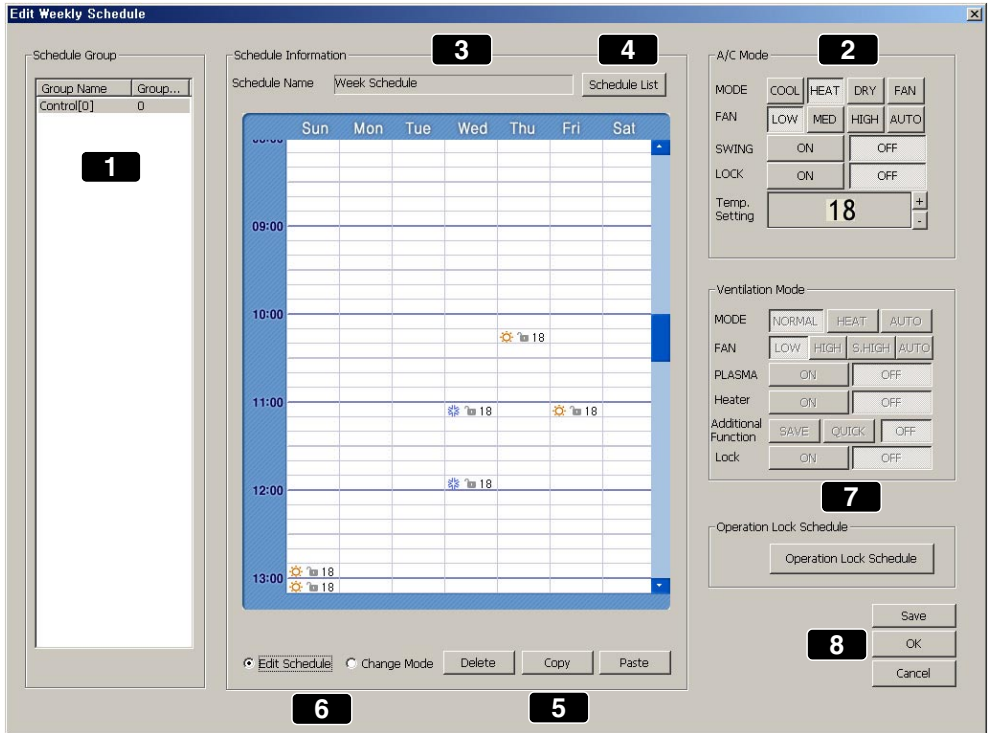 Edit Weekly Schedule
Schedule Group
Group Name Group...
Control[0] 0
1
Schedule Information
3
4
Schedule Name Week Schedule Schedule List
Sun Mon Tue Wed Thu Fri Sat
09:00
10:00
18
11:00
18 18
18
12:00
18
13:00
18
Edit Schedule Change Mode Delete Copy Paste
6
5
A/C Mode
2
MODE COOL HEAT DRY FAN
FAN LOW MED HIGH AUTO
SWING ON OFF
LOCK ON OFF
Temp.
Setting 18 + -
Ventilation Mode
MODE NORMAL HEAT AUTO
FAN LOW HIGH S.HIGH AUTO
PLASMA ON OFF
Heater ON OFF
Additional
Function SAVE QUICK OFF
Lock ON OFF
7
Operation Lock Schedule
Operation Lock Schedule
Save
8 OK
Cancel